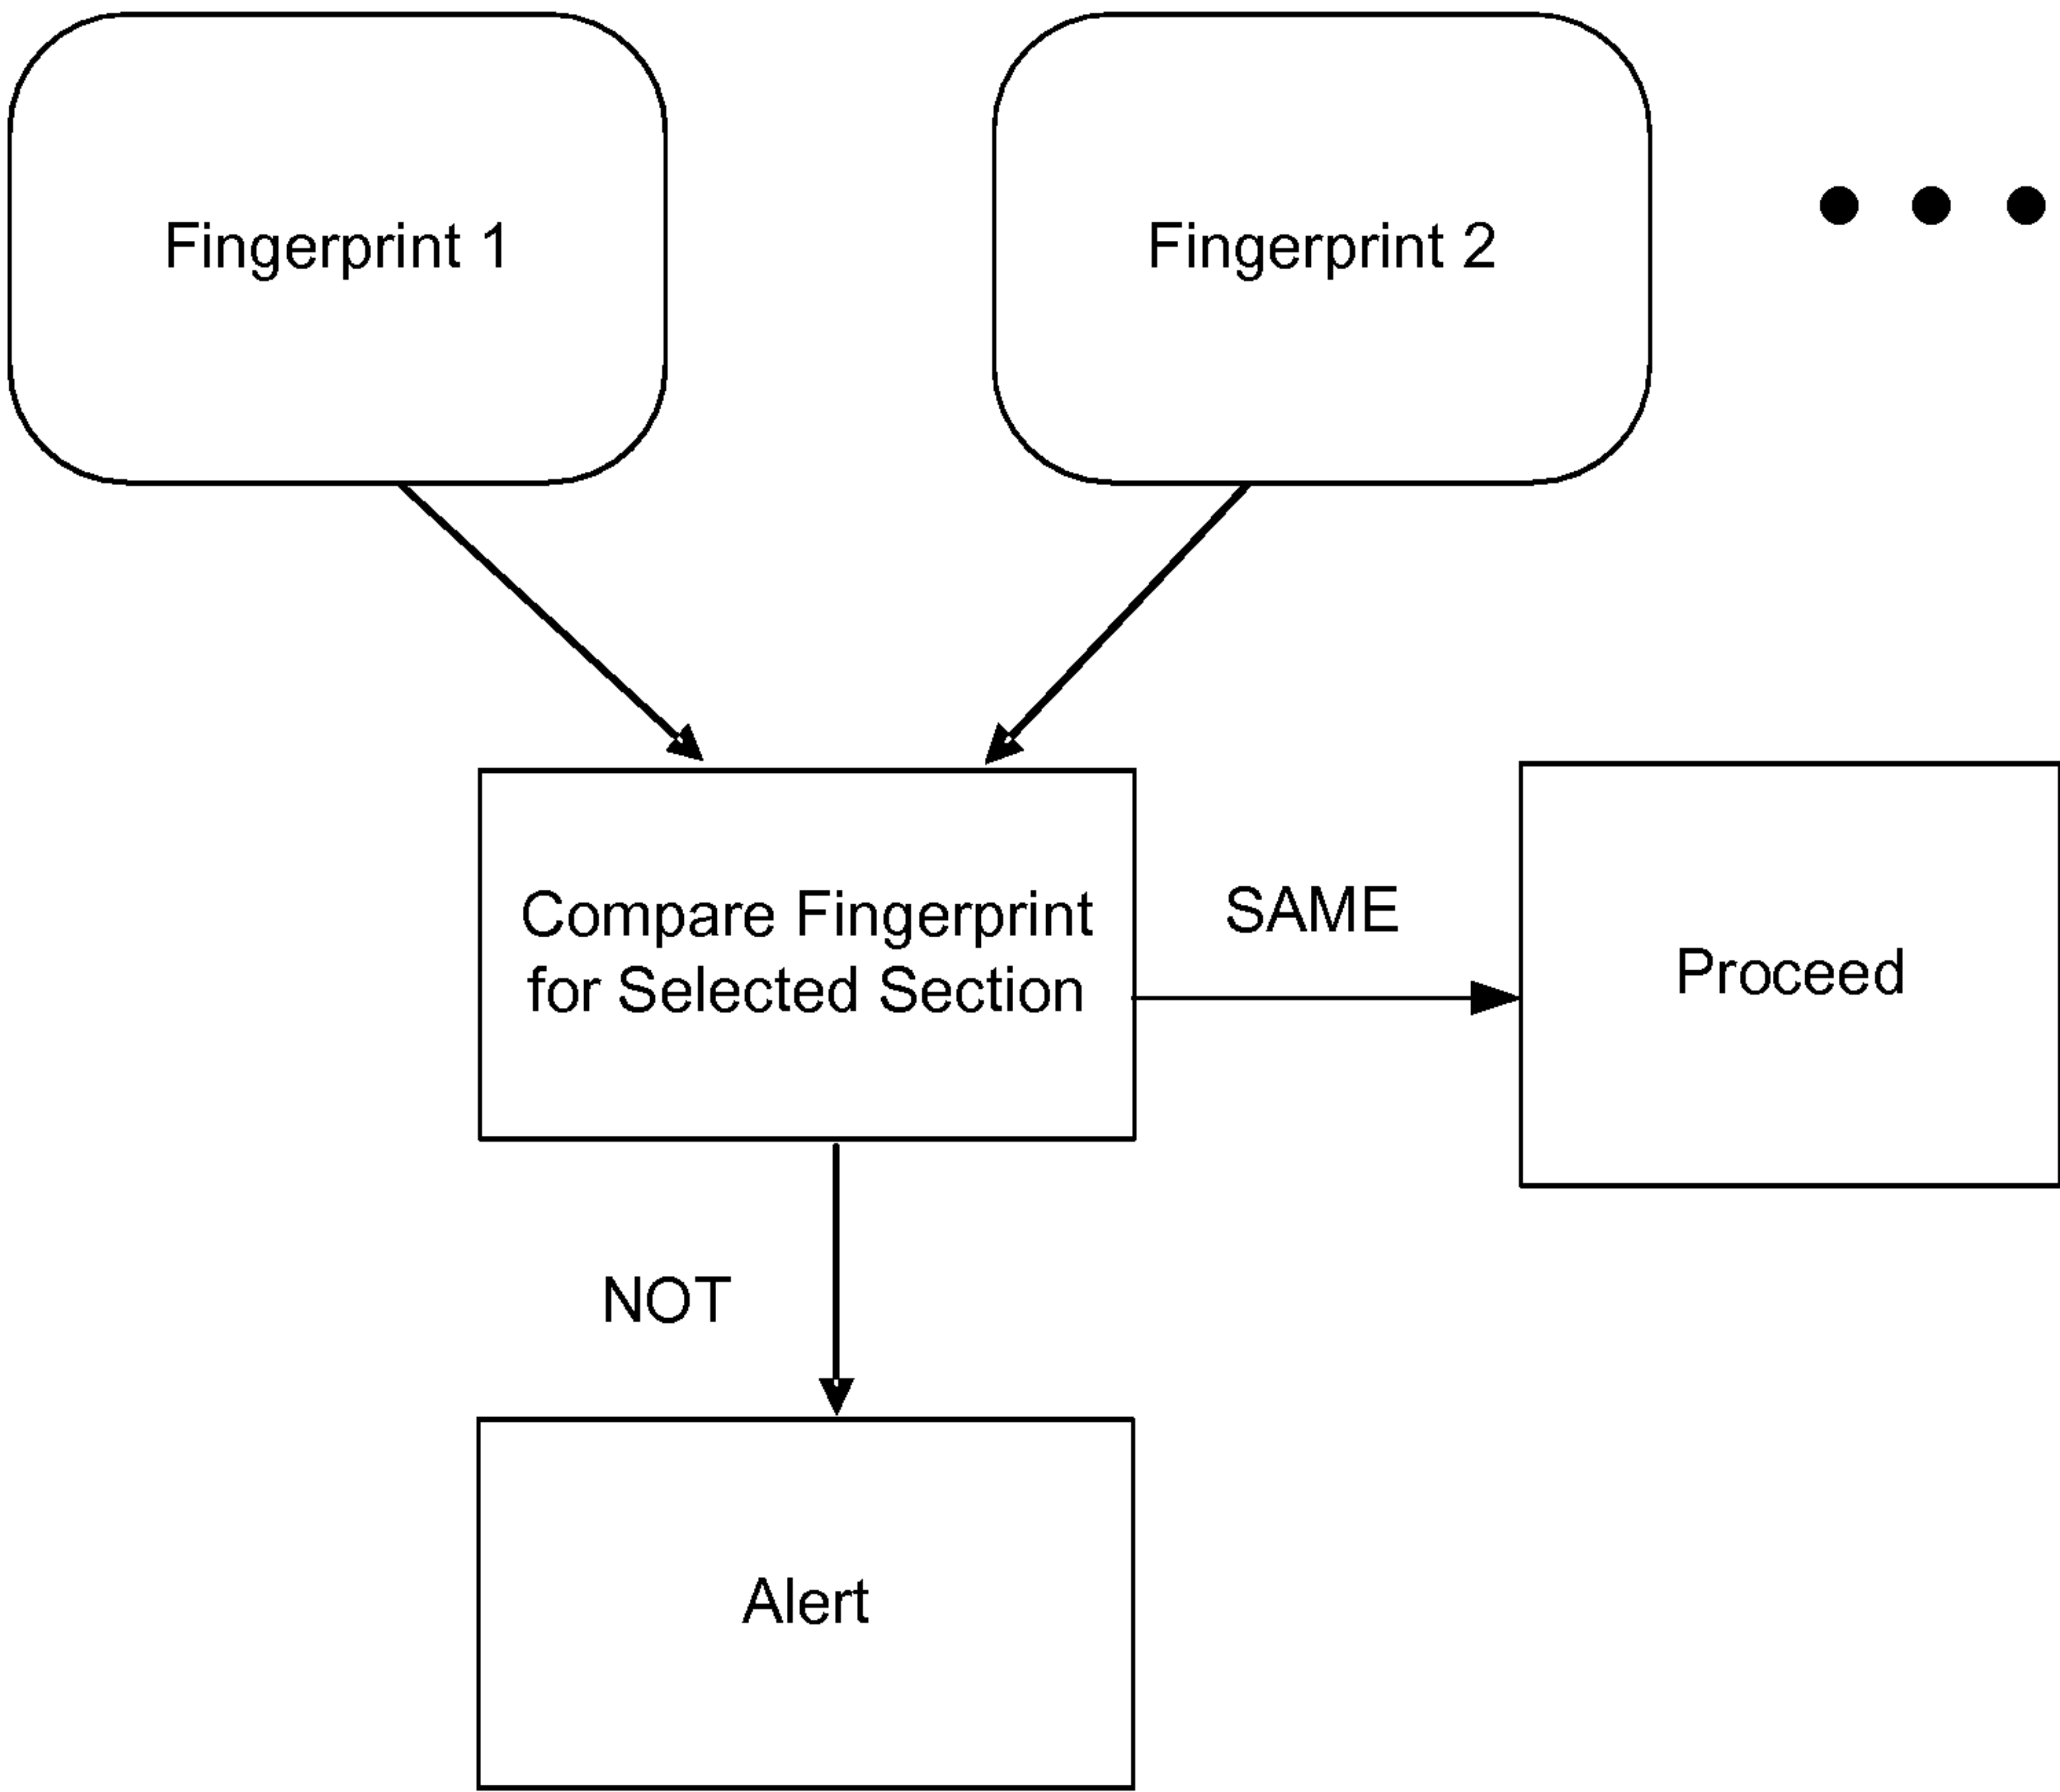 Fingerprint 1
Fingerprint 2
Compare Fingerprint
for Selected Section
SAME
Proceed
NOT
Alert